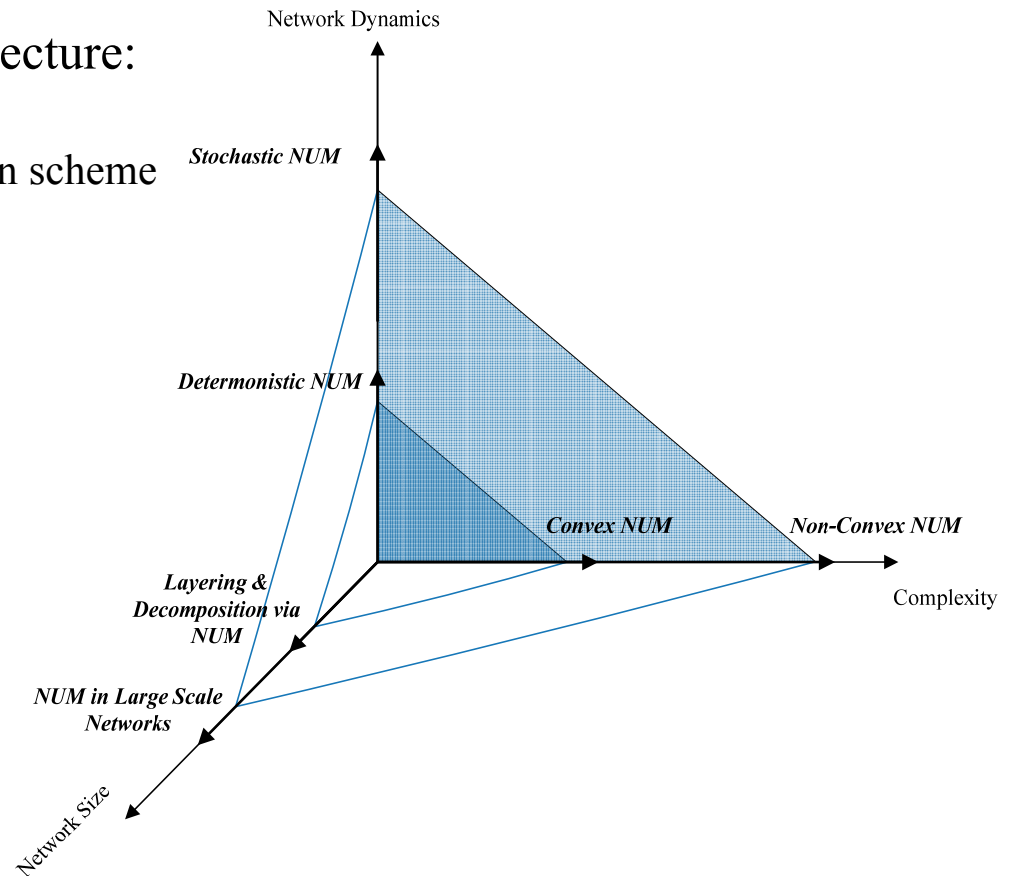 Network Dynamics
ecture:
Stochastic NUM
n scheme
Determonistic NUM
Convex NUM
Non-Convex NUM
Layering &
Decomposition via
NUM
Complexity
NUM in Large Scale
Networks
Network Size